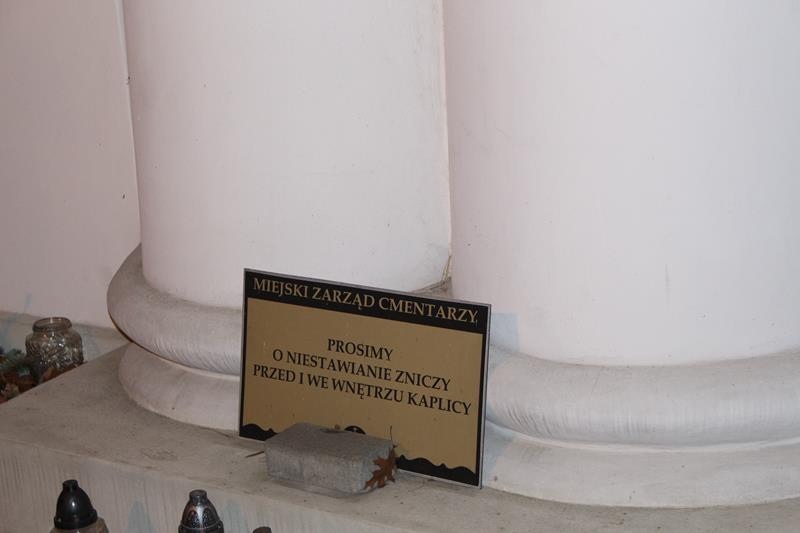 MIEJSKI ZARZĄD CMENTARZY
PROSIMY
O NIESTAWIANIE ZNICZY
PRZED I WE WNĘTRZU KAPLICY